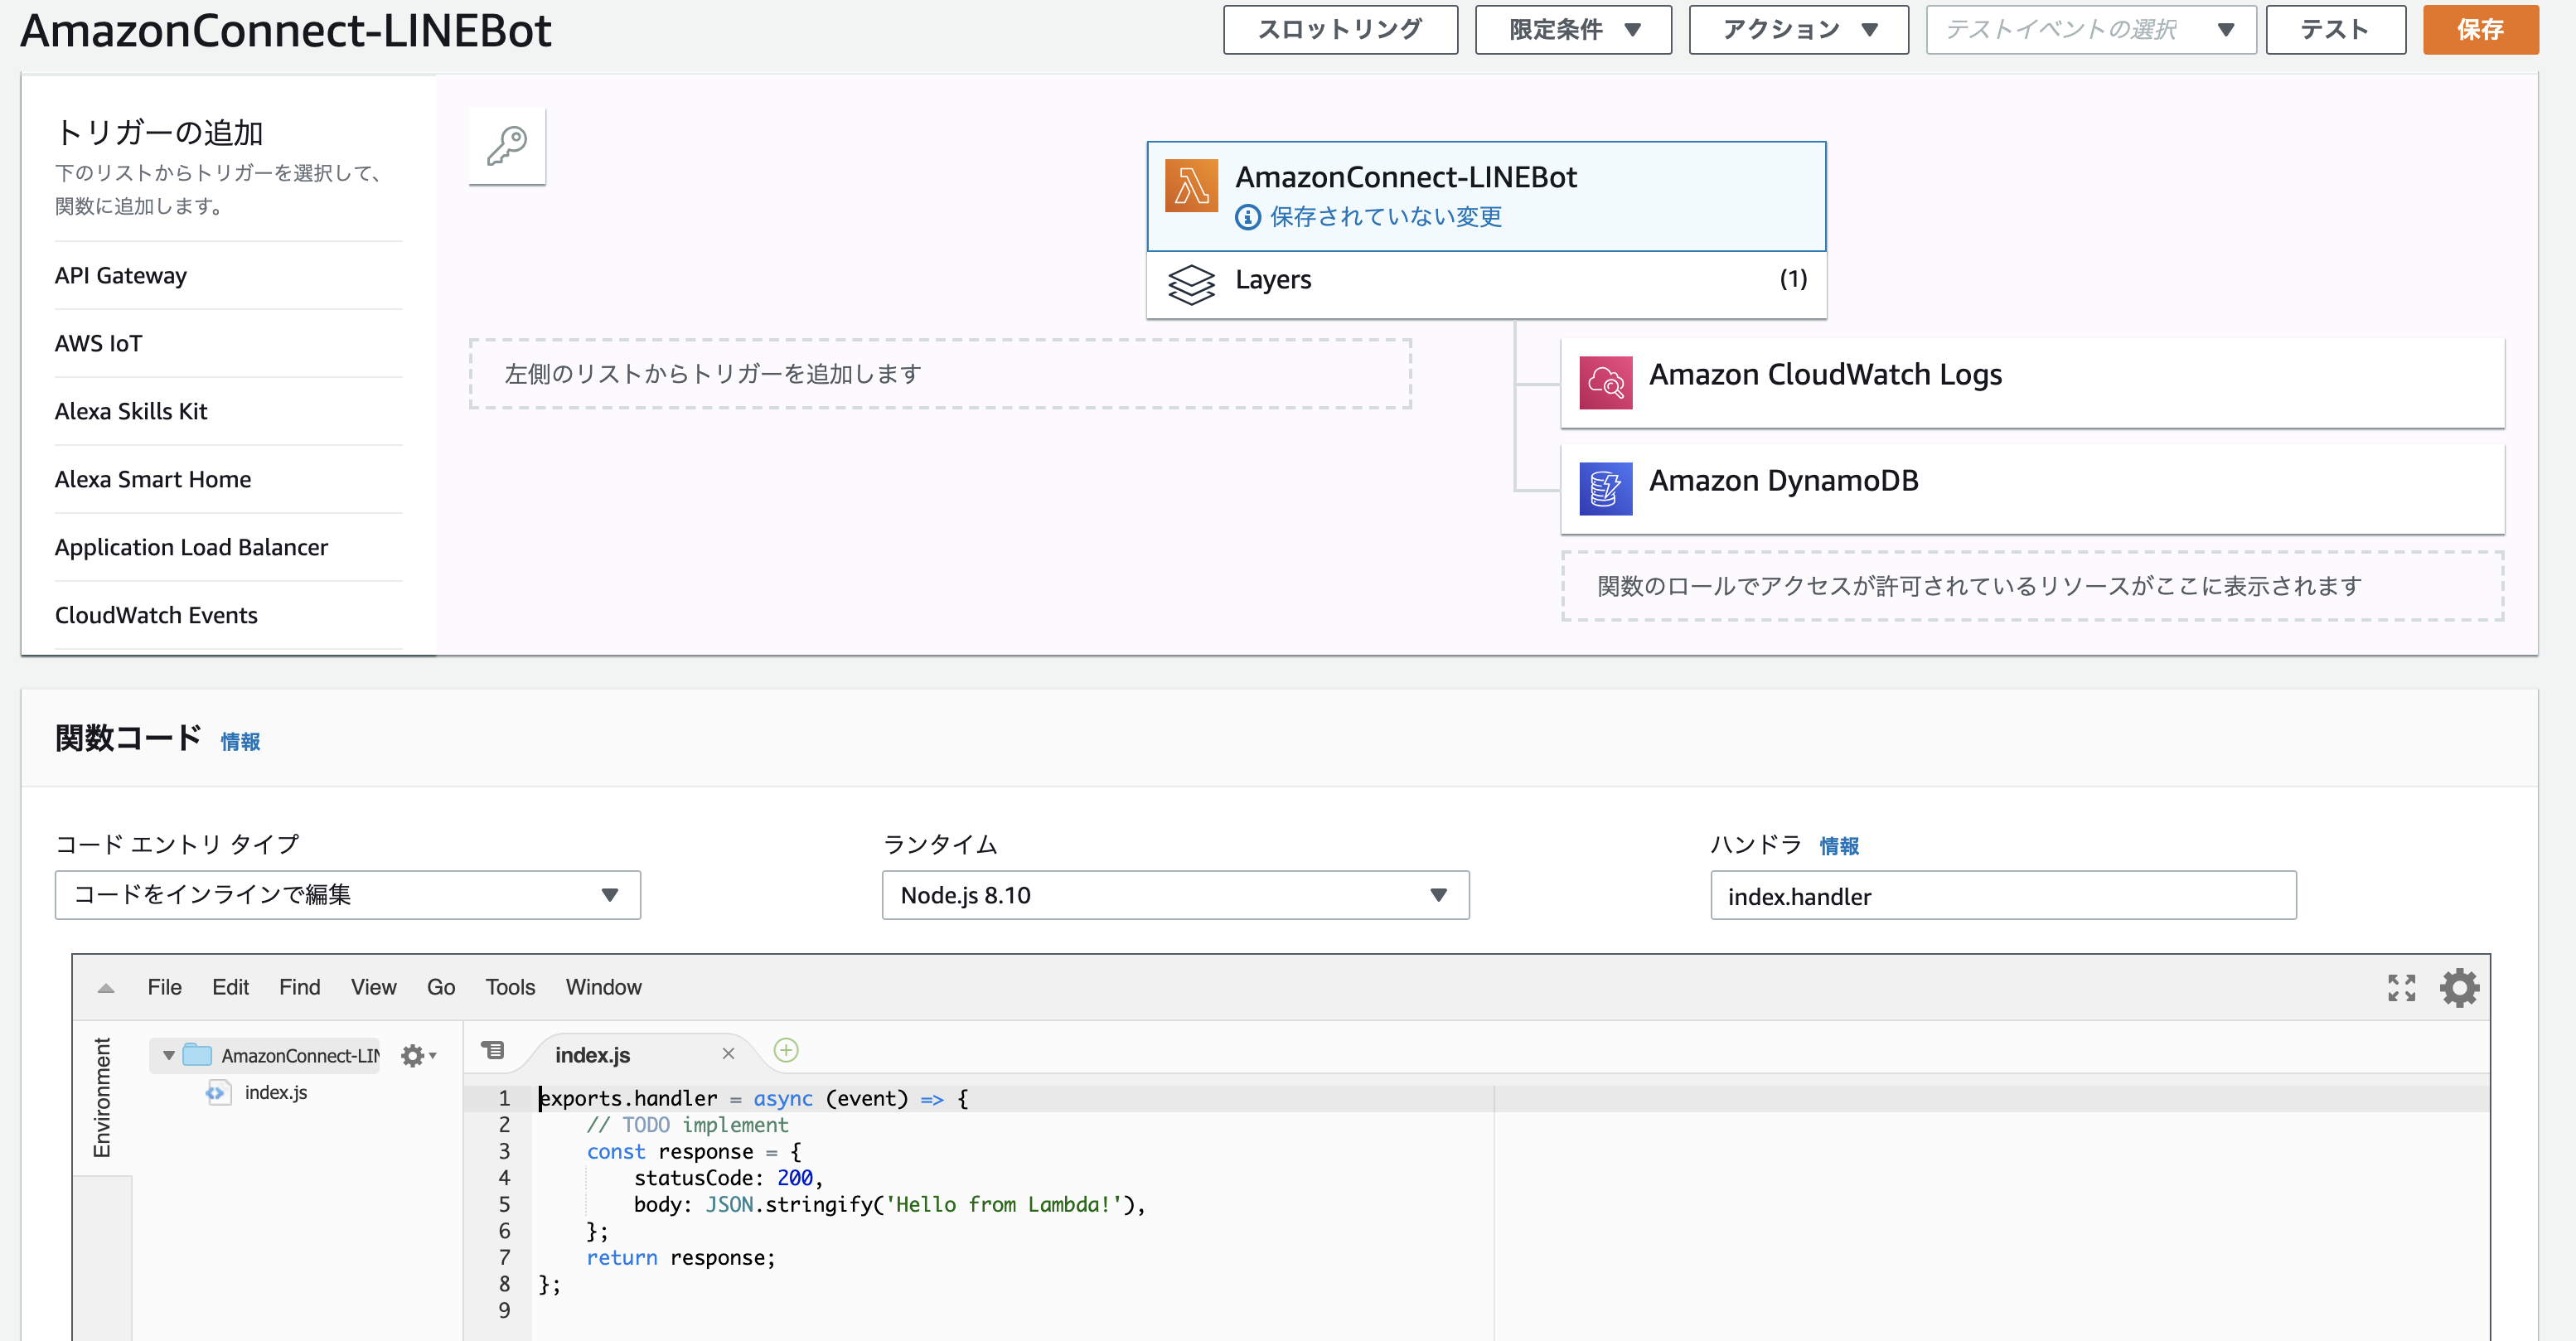 AmazonConnect-LINEBot
スロットリング
限定条件
アクション
テストイベントの選択
テスト
保存
トリガーの追加
下のリストからトリガーを選択して、
関数に追加します。
API Gateway
AWS IoT
Alexa Skills Kit
Alexa Smart Home
Application Load Balancer
CloudWatch Events
AmazonConnect-LINEBot
保存されていない変更
Layers
(1)
左側のリストからトリガーを追加します
Amazon CloudWatch Logs
Amazon DynamoDB
関数のロールでアクセスが許可されているリソースがここに表示されます
関数コード 情報
コード エントリ タイプ
コードをインラインで編集
ランタイム
Node.js 8.10
ハンドラ 情報
index.handler
File Edit Find View Go Tools Window
Environment
AmazonConnect-LIN
index.js
index.js
1 exports.handler = async (event) => {
2 // TODO implement
3 const response = {
4 statusCode: 200,
5 body: JSON.stringify('Hello from Lambda!'),
6 };
7 return response;
8 };
9